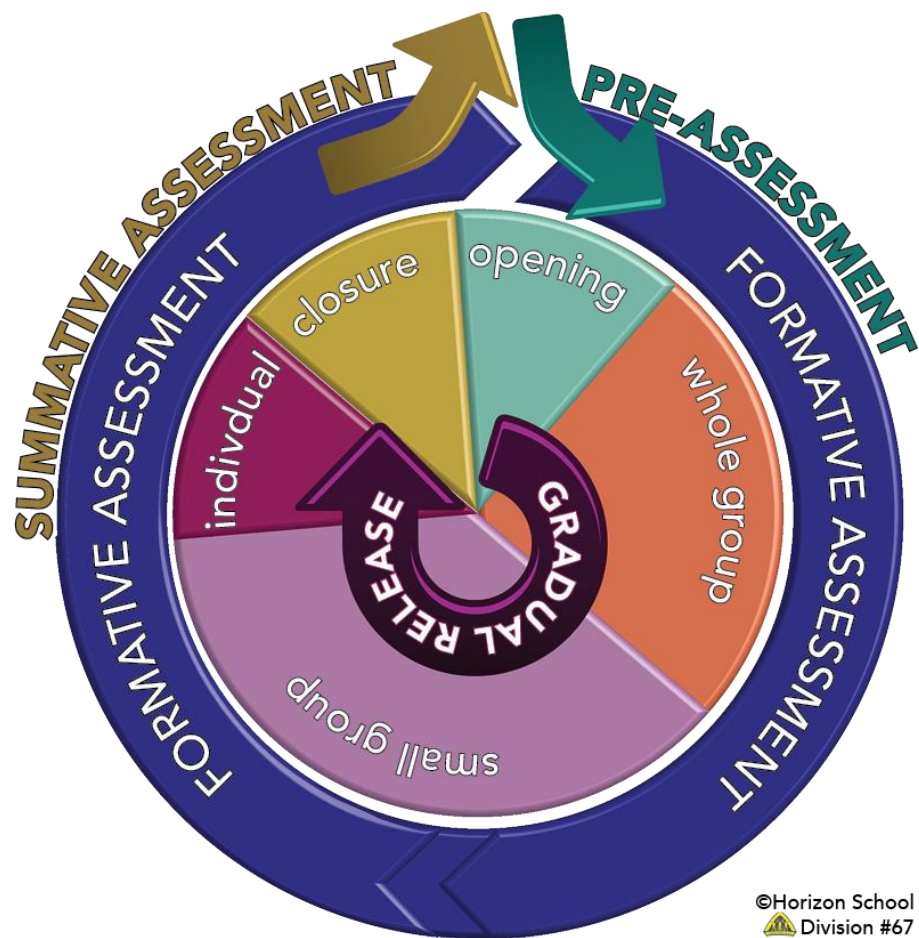 SUMMATIVE ASSESSMENT
PRE-ASSESSMENT
FORMATIVE ASSESSMENT
FORMATIVE ASSESSMENT
opening
whole group
small group
indivdual
closure
GRADUAL RELEASE
©Horizon School
Division #67